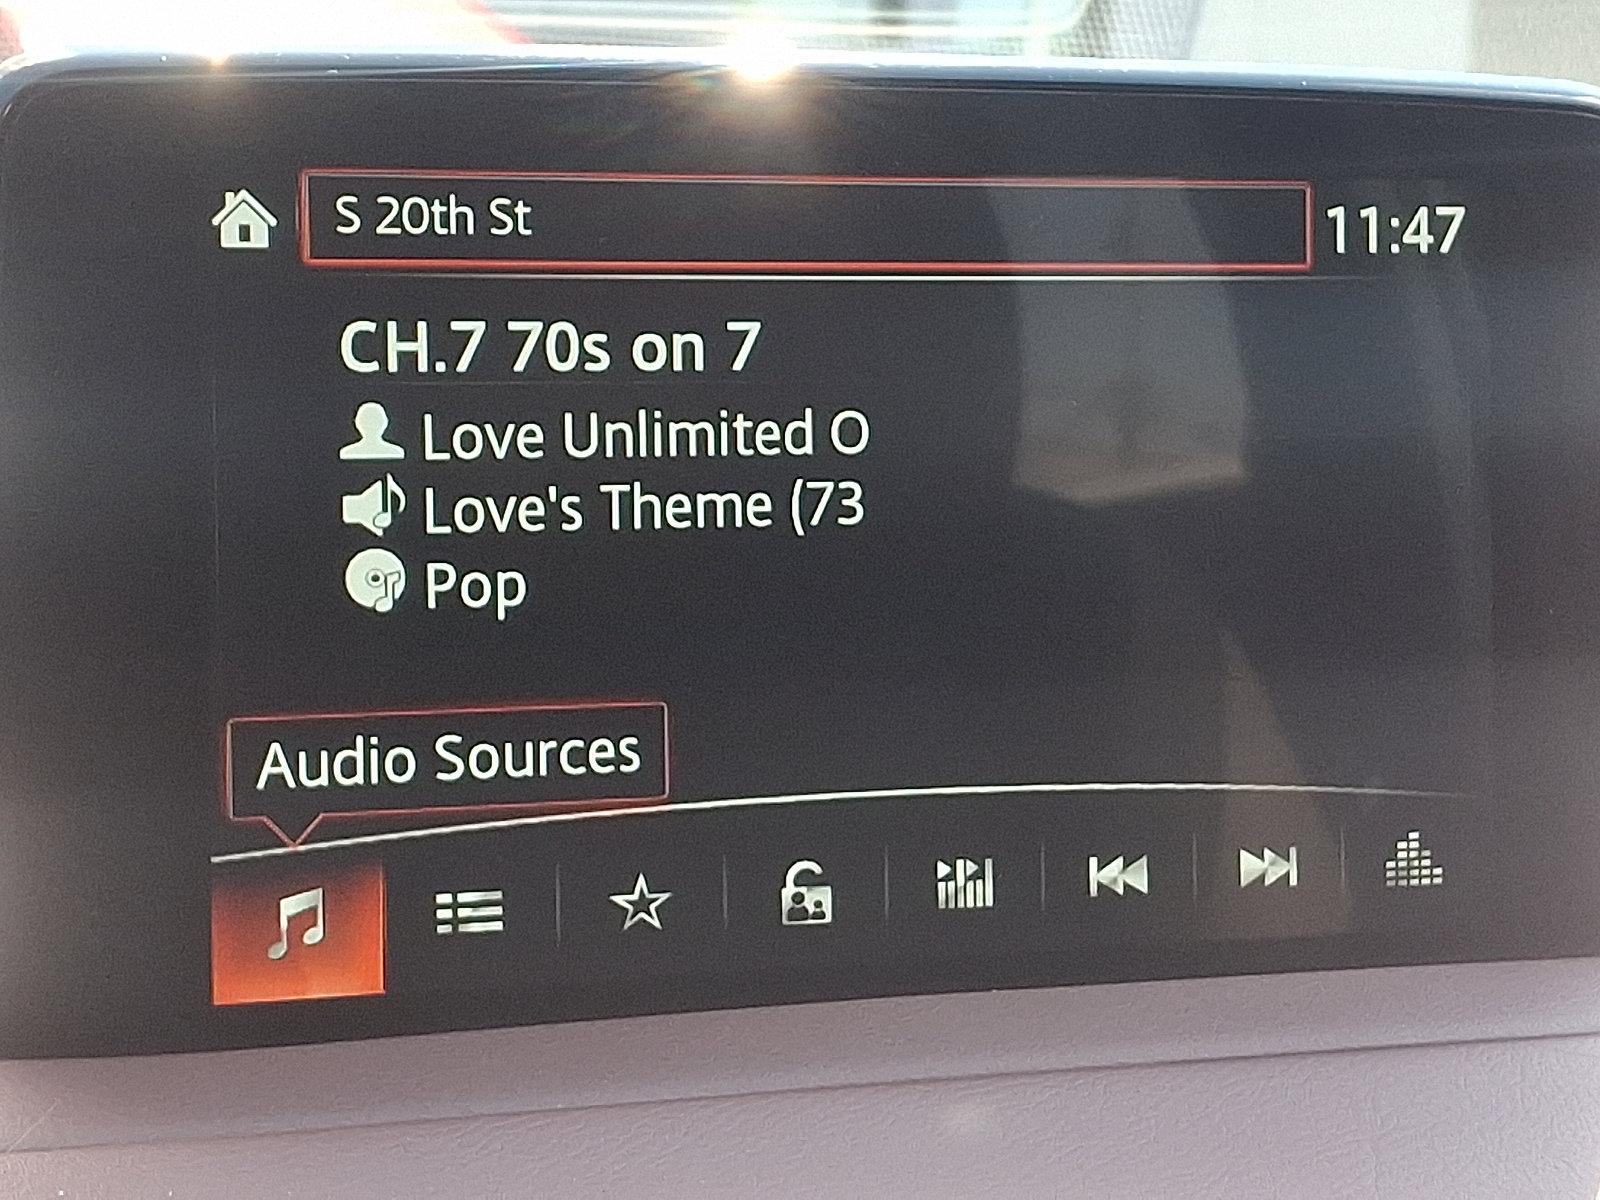 S 20th St
11:47
CH.7 70s on 7
Love Unlimited O
Love's Theme (73
Pop
Audio Sources